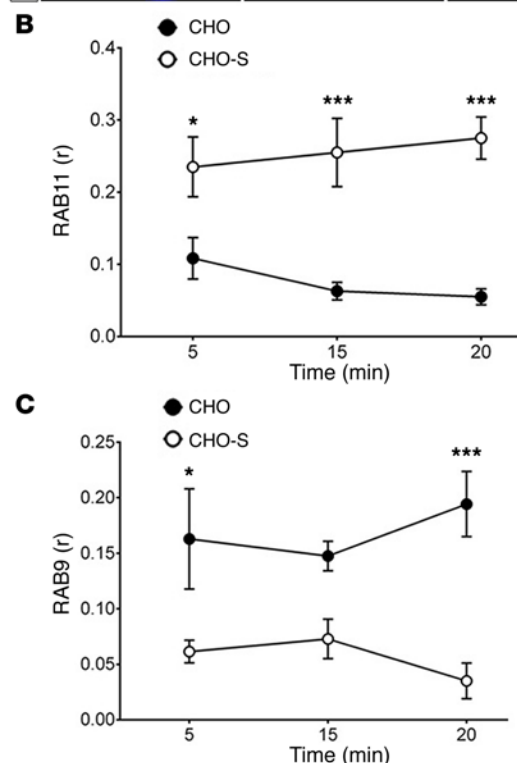 B
CHO
CHO-S
0.4
0.3
0.2
0.1
0.0
RAB11 (r)
*
***
***
5
15
20
Time (min)
C
CHO
CHO-S
0.25
0.20
0.15
0.10
0.05
0.00
RAB9 (r)
*
***
5
15
20
Time (min)